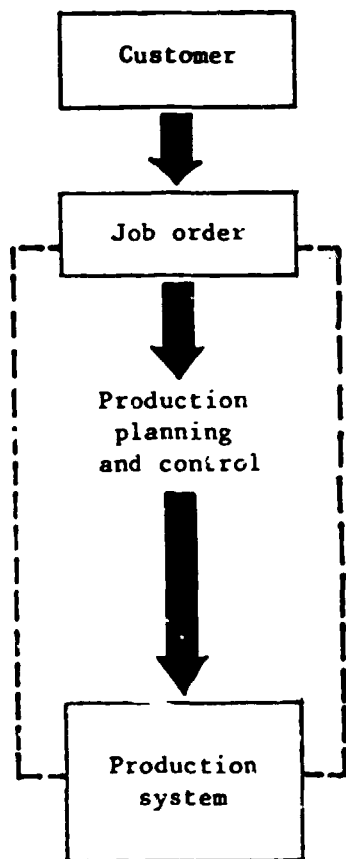 Customer
Job order
Production
planning
and control
Production
system